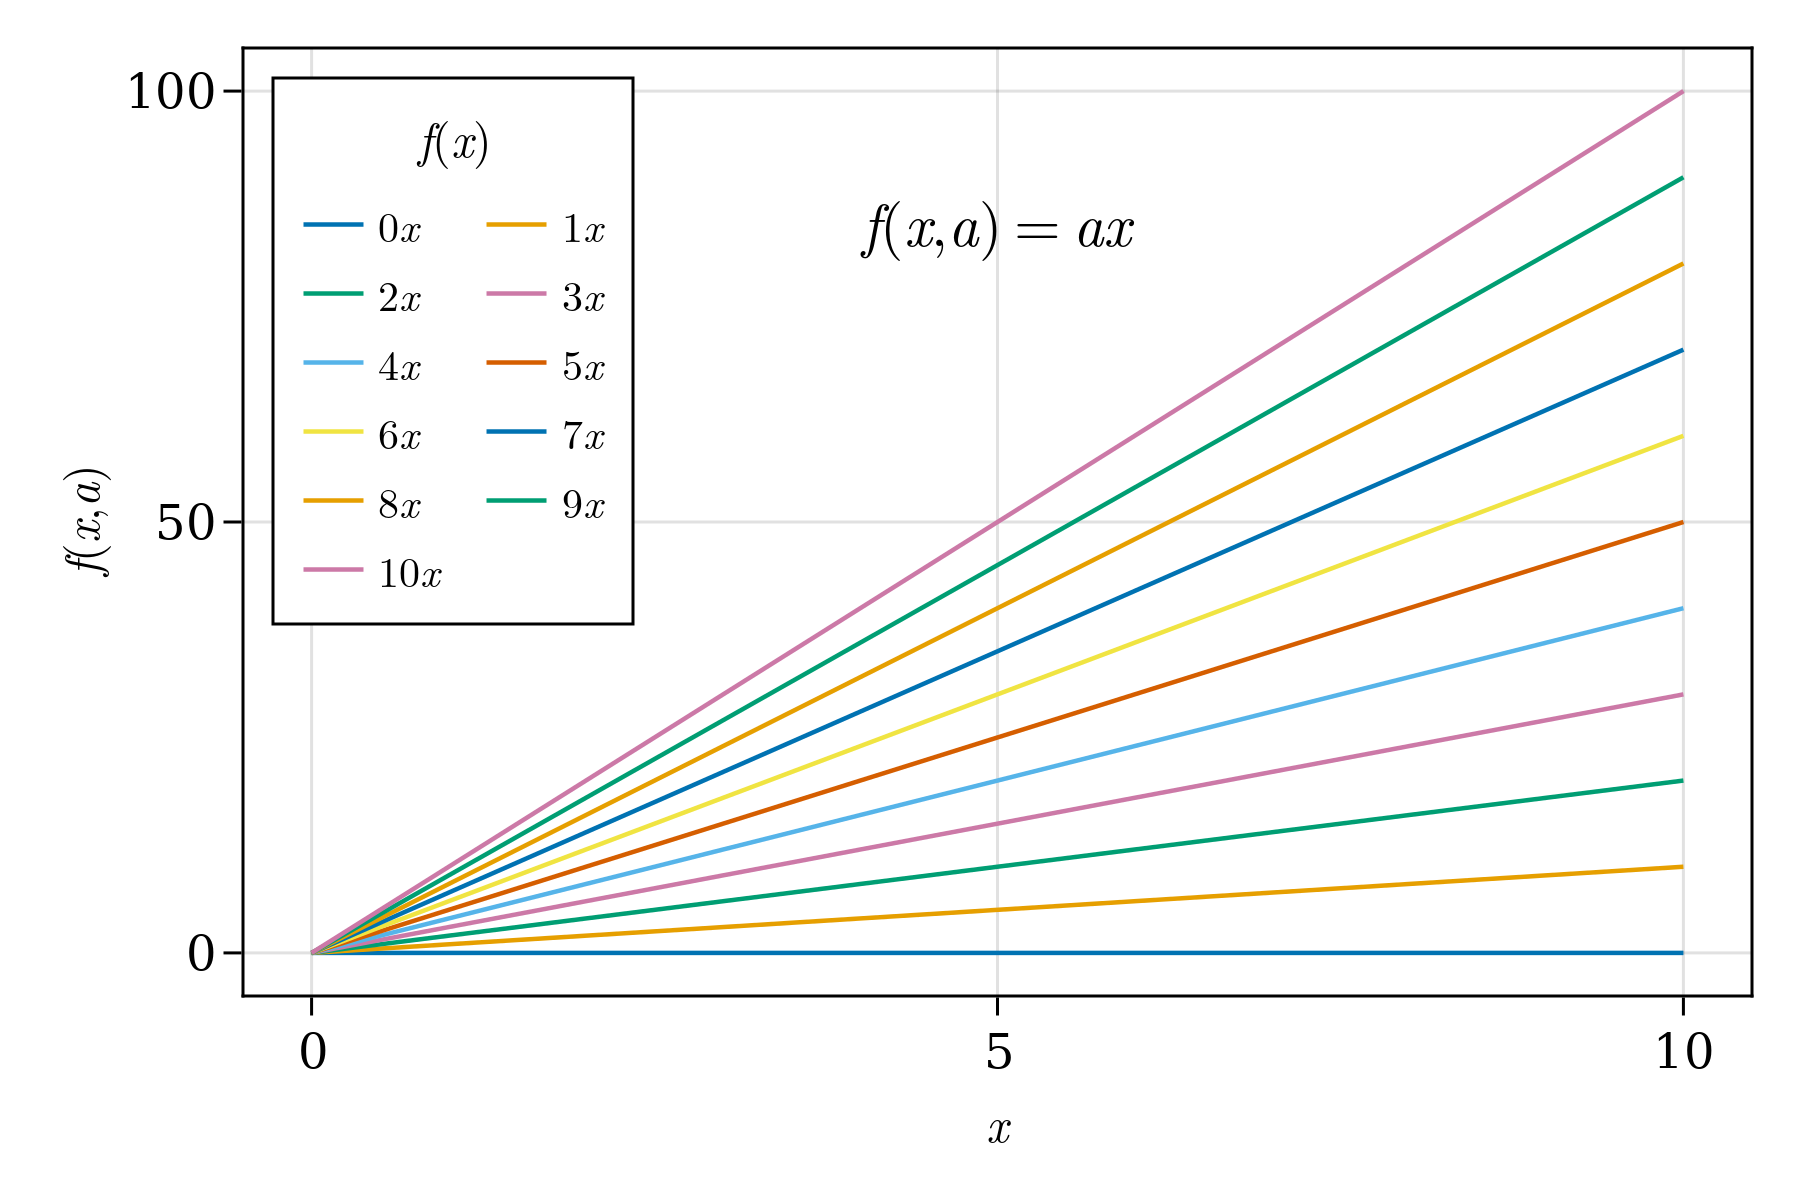 100
f(x)
0x 1x
f(x,a) = ax
2x 3x
4x 5x
6x 7x
8x 9x
10x
f(x,a)
50
0
0 5 10
x